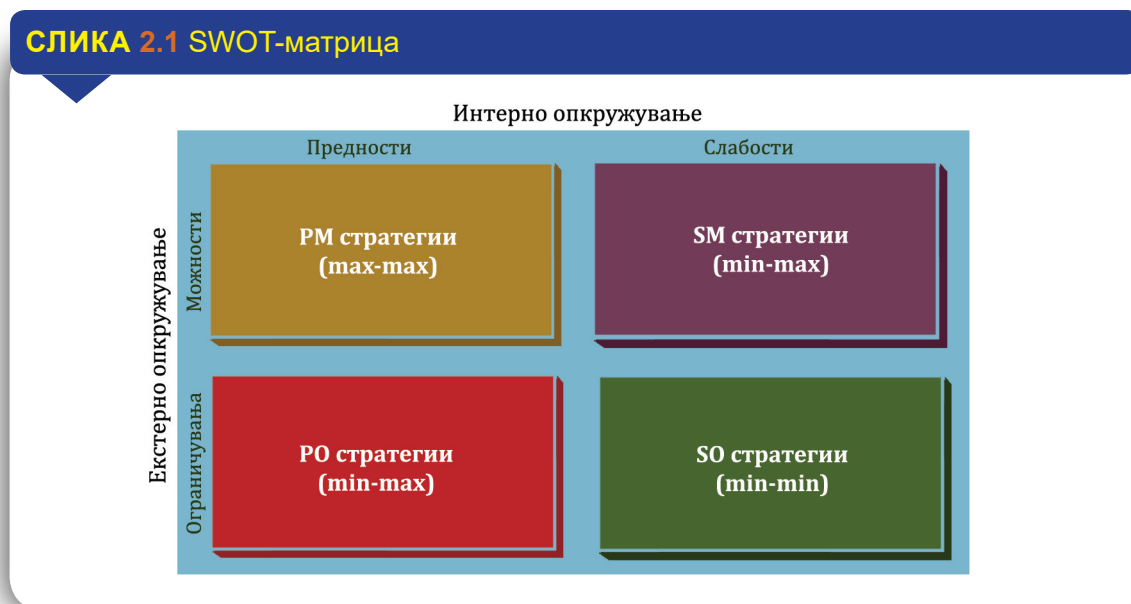 СЛИКА 2.1 SWOT-матрица
Интерно опкружување
Предности
Слабости
Екстерно опкружување
Можности
PM стратегии
(max-max)
SM стратегии
(min-max)
Ограничувања
PO стратегии
(min-max)
SO стратегии
(min-min)